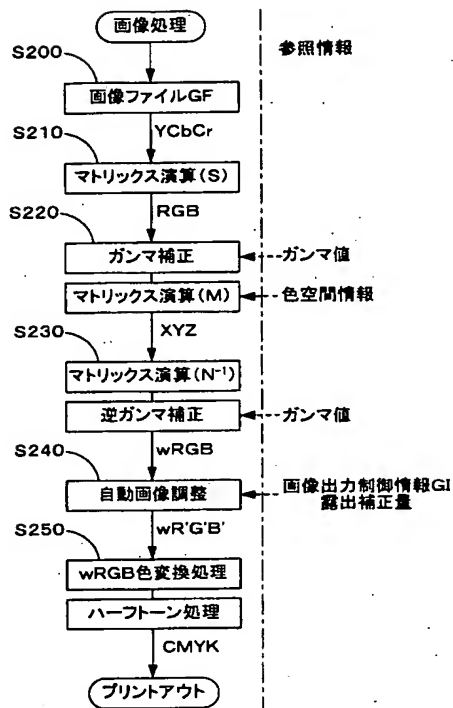 画像処理
参照情報
S200
画像ファイルGF
YCbCr
S210
マトリックス演算(S)
RGB
S220
ガンマ補正
ガンマ値
マトリックス演算(M)
色空間情報
XYZ
S230
マトリックス演算(N⁻¹)
逆ガンマ補正
ガンマ値
wRGB
S240
自動画像調整
画像出力制御情報GI
露出補正量
wR'G'B'
S250
wRGB色変換処理
ハーフトーン処理
CMYK
プリントアウト